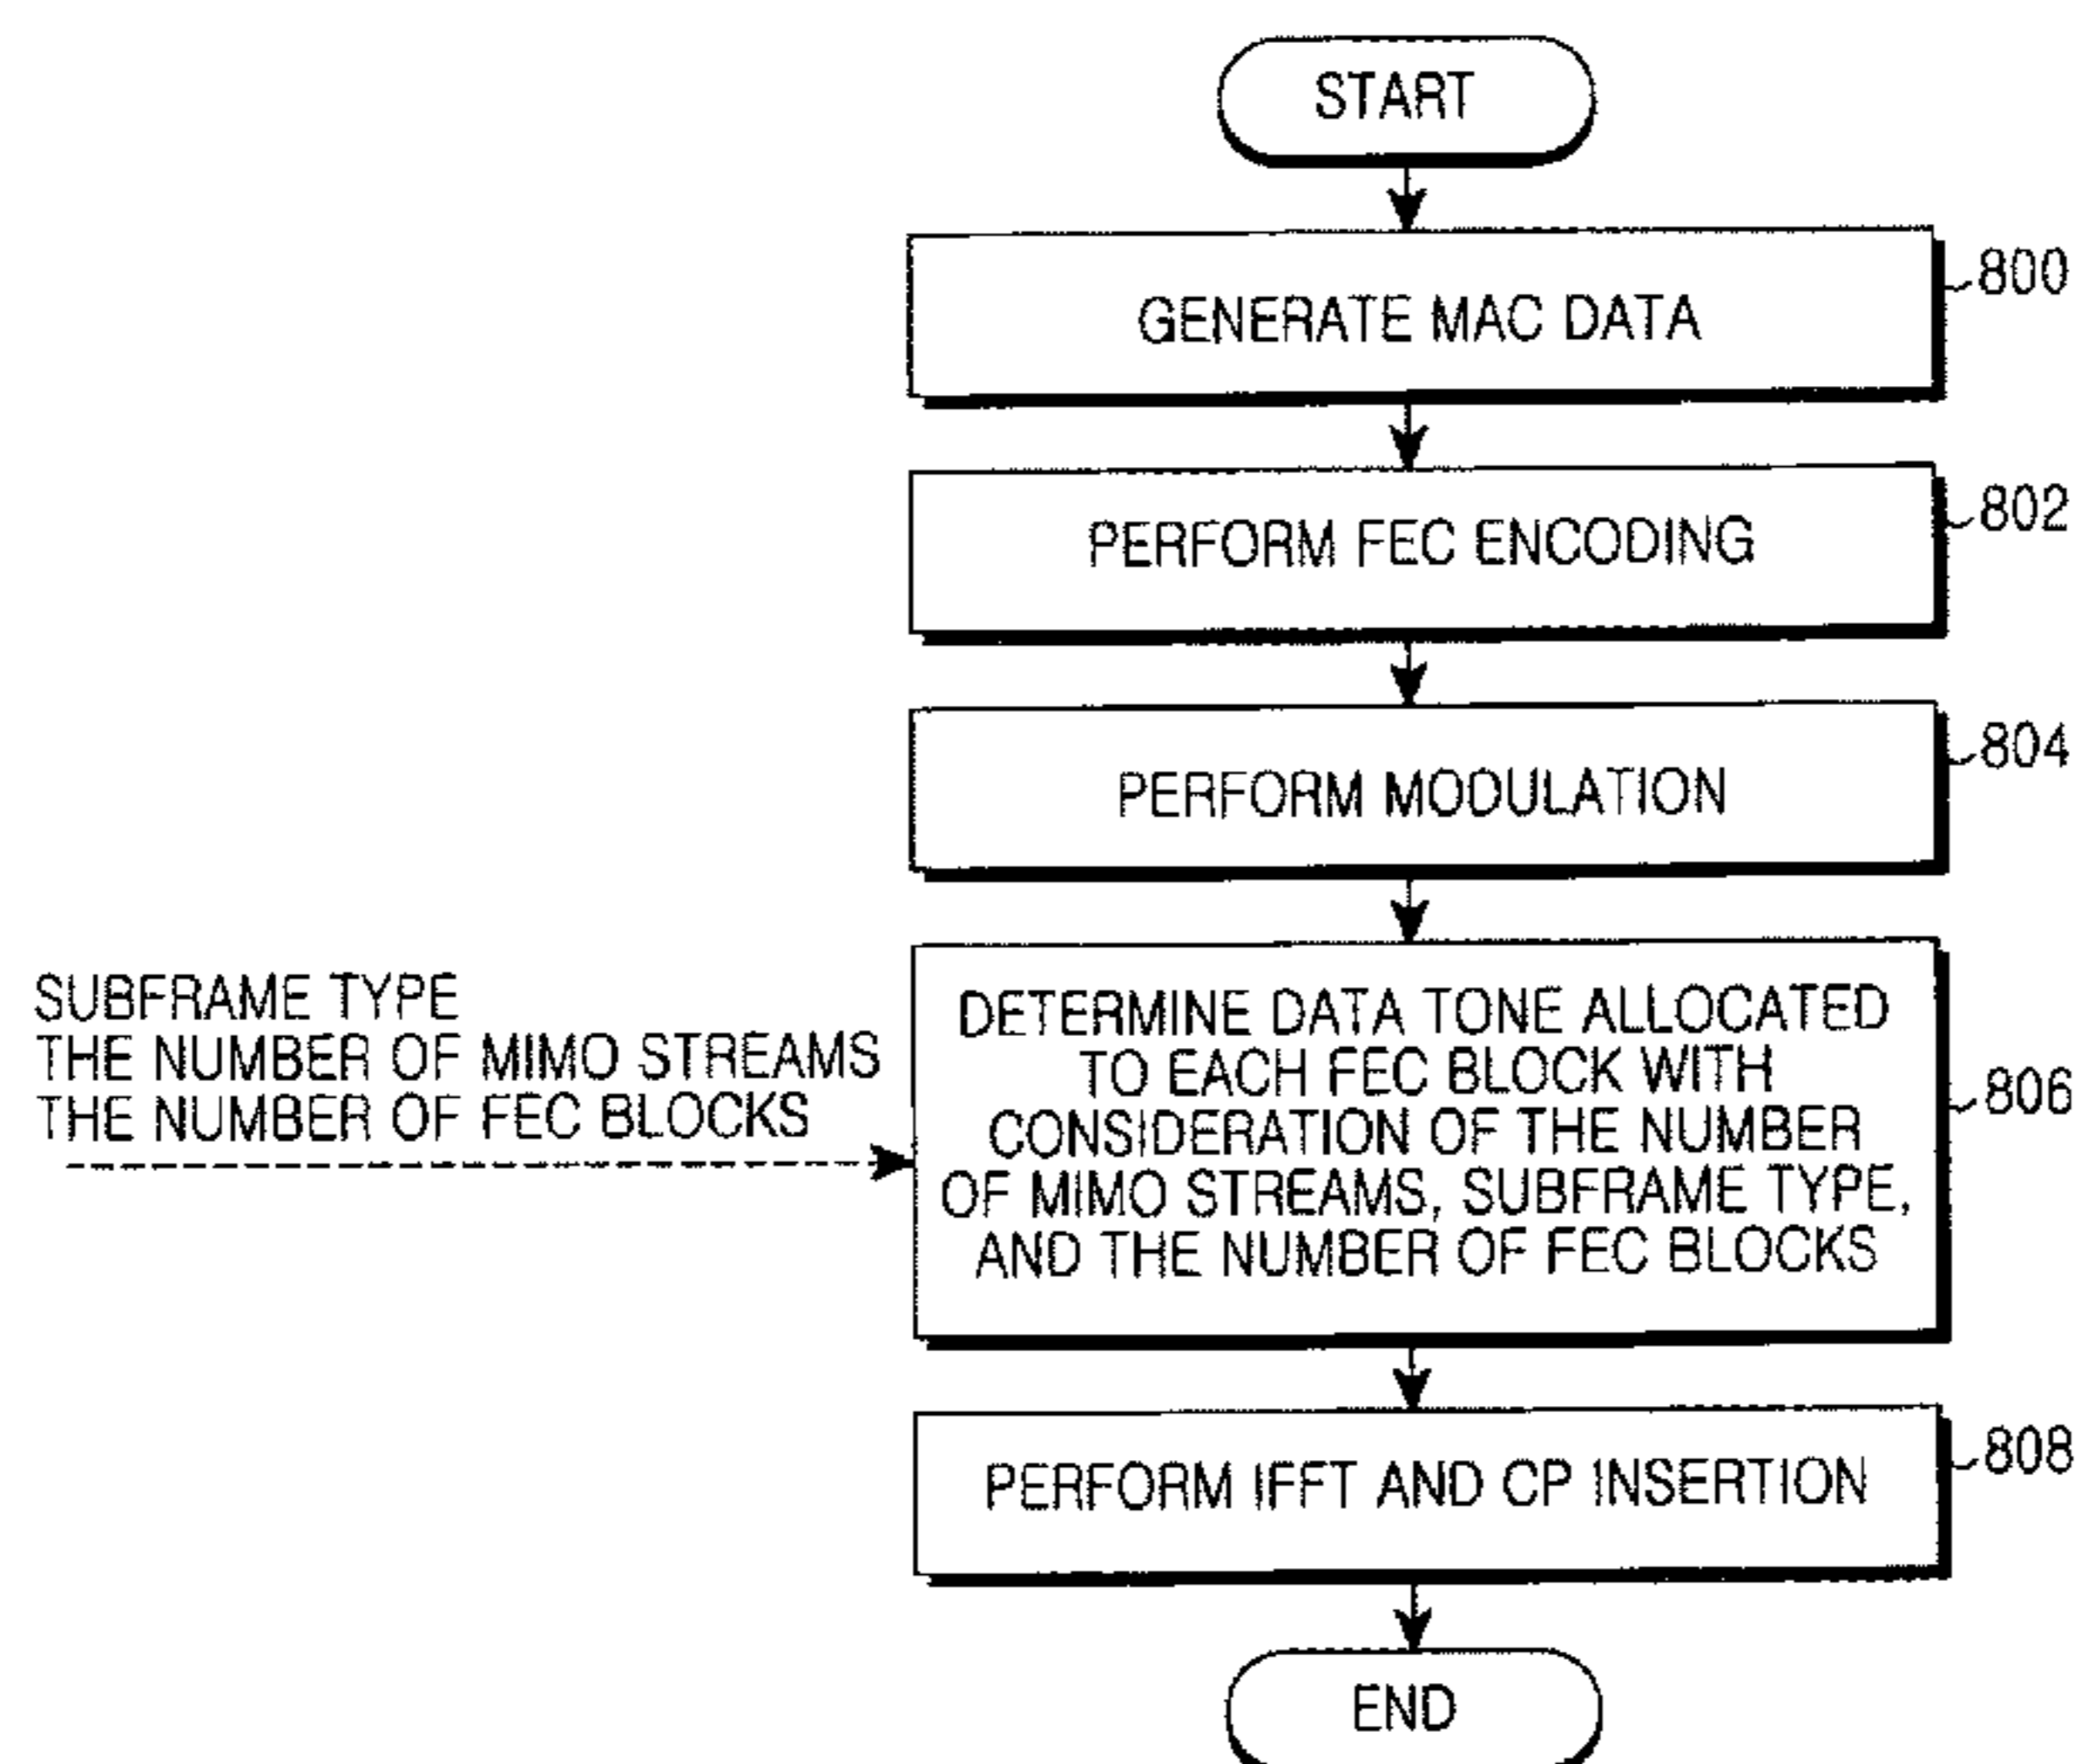 START
GENERATE MAC DATA
800
PERFORM FEC ENCODING
802
PERFORM MODULATION
804
SUBFRAME TYPE
THE NUMBER OF MIMO STREAMS
THE NUMBER OF FEC BLOCKS
DETERMINE DATA TONE ALLOCATED
TO EACH FEC BLOCK WITH
CONSIDERATION OF THE NUMBER
OF MIMO STREAMS, SUBFRAME TYPE,
AND THE NUMBER OF FEC BLOCKS
806
PERFORM IFFT AND CP INSERTION
808
END